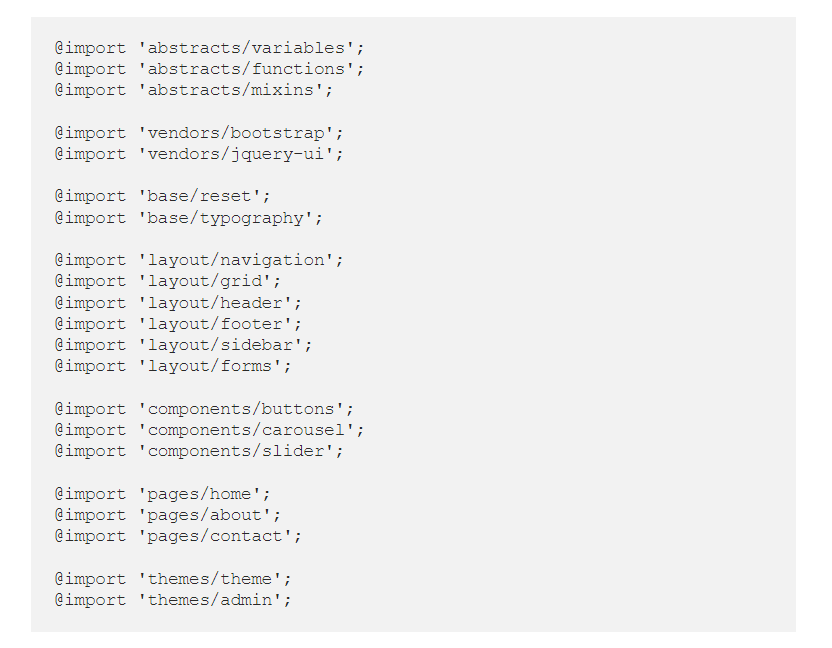 @import 'abstracts/variables';
@import 'abstracts/functions';
@import 'abstracts/mixins';
@import 'vendors/bootstrap';
@import 'vendors/jquery-ui';
@import 'base/reset';
@import 'base/typography';
@import 'layout/navigation';
@import 'layout/grid';
@import 'layout/header';
@import 'layout/footer';
@import 'layout/sidebar';
@import 'layout/forms';
@import 'components/buttons';
@import 'components/carousel';
@import 'components/slider';
@import 'pages/home';
@import 'pages/about';
@import 'pages/contact';
@import 'themes/theme';
@import 'themes/admin';